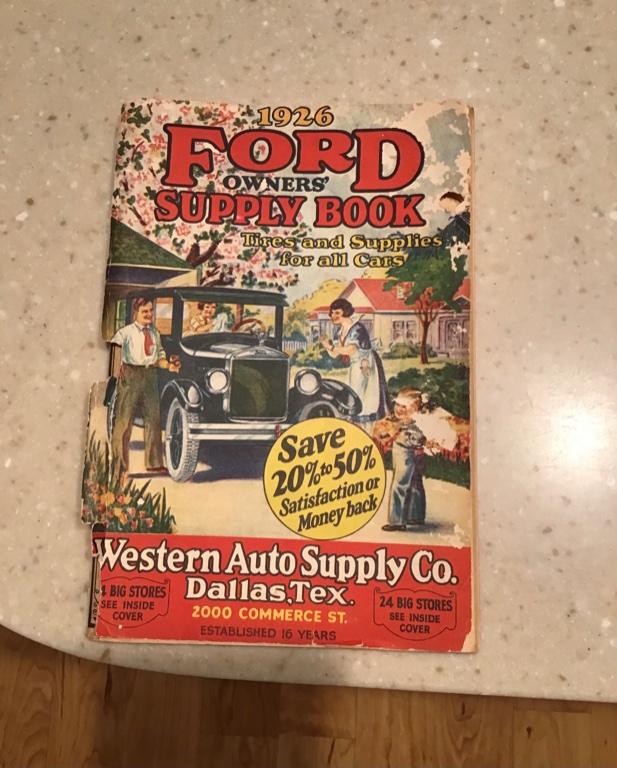 1926
FORD
OWNERS'
SUPPLY BOOK
Tires and Supplies
for all Cars
Save
20% to 50%
Satisfaction or
Money back
Western Auto Supply Co.
Dallas, Tex.
2000 COMMERCE ST.
ESTABLISHED 16 YEARS
4 BIG STORES
SEE INSIDE
COVER
24 BIG STORES
SEE INSIDE
COVER